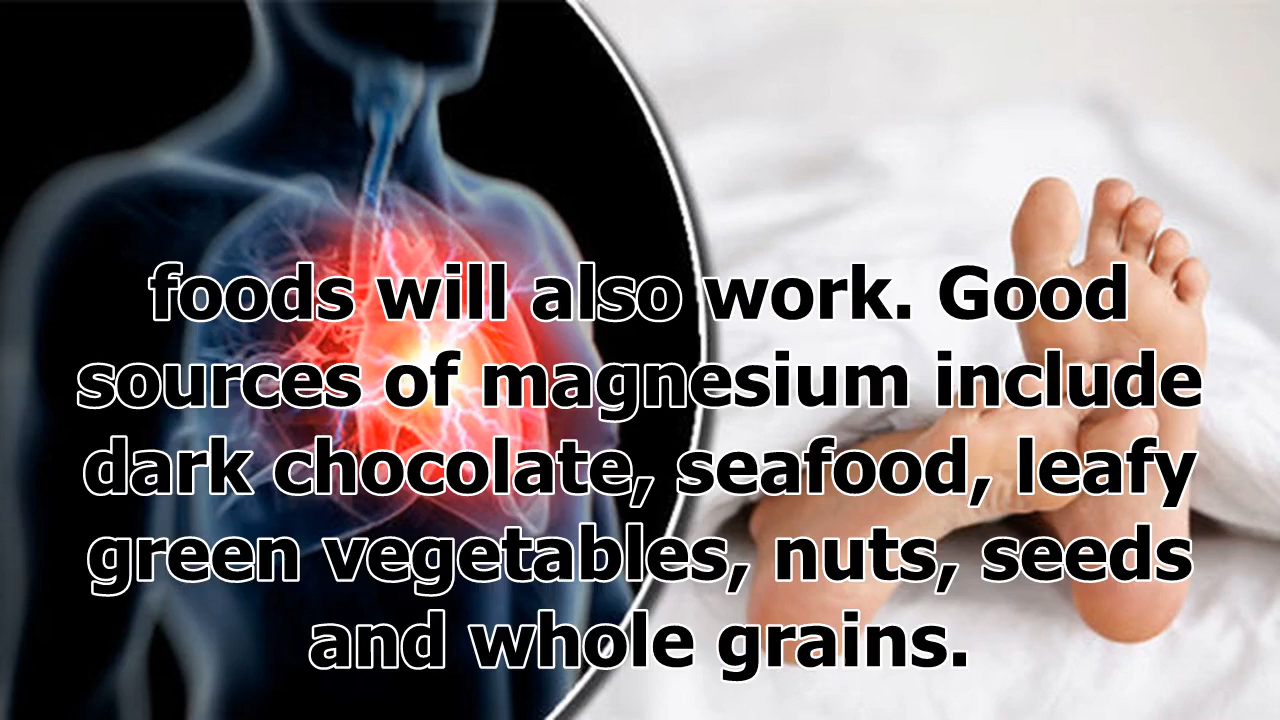 foods will also work. Good
sources of magnesium include
dark chocolate, seafood, leafy
green vegetables, nuts, seeds
and whole grains.